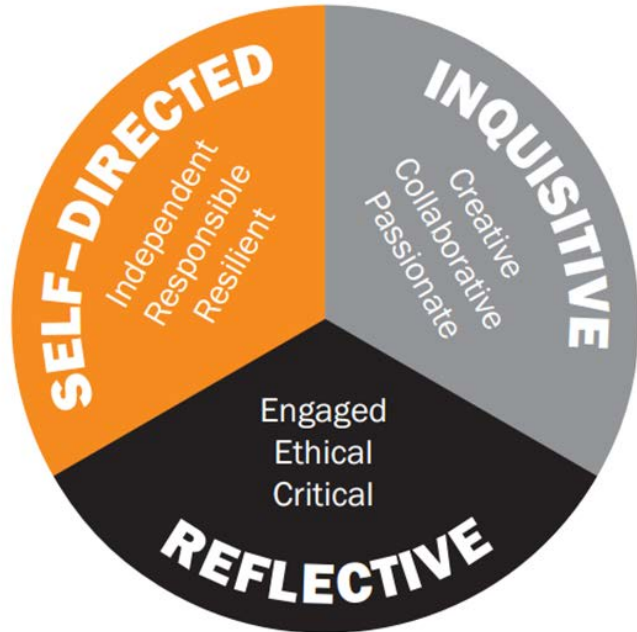 SELF-DIRECTED
Independent
Responsible
Resilient
INQUISITIVE
Creative
Collaborative
Passionate
Engaged
Ethical
Critical
REFLECTIVE